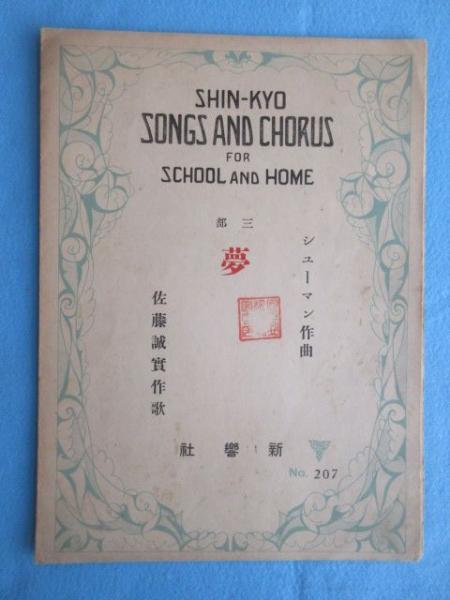 SHIN-KYO
SONGS AND CHORUS
FOR
SCHOOL AND HOME
三部
夢
シューマン作曲
佐藤誠實作歌
新響社
No. 207